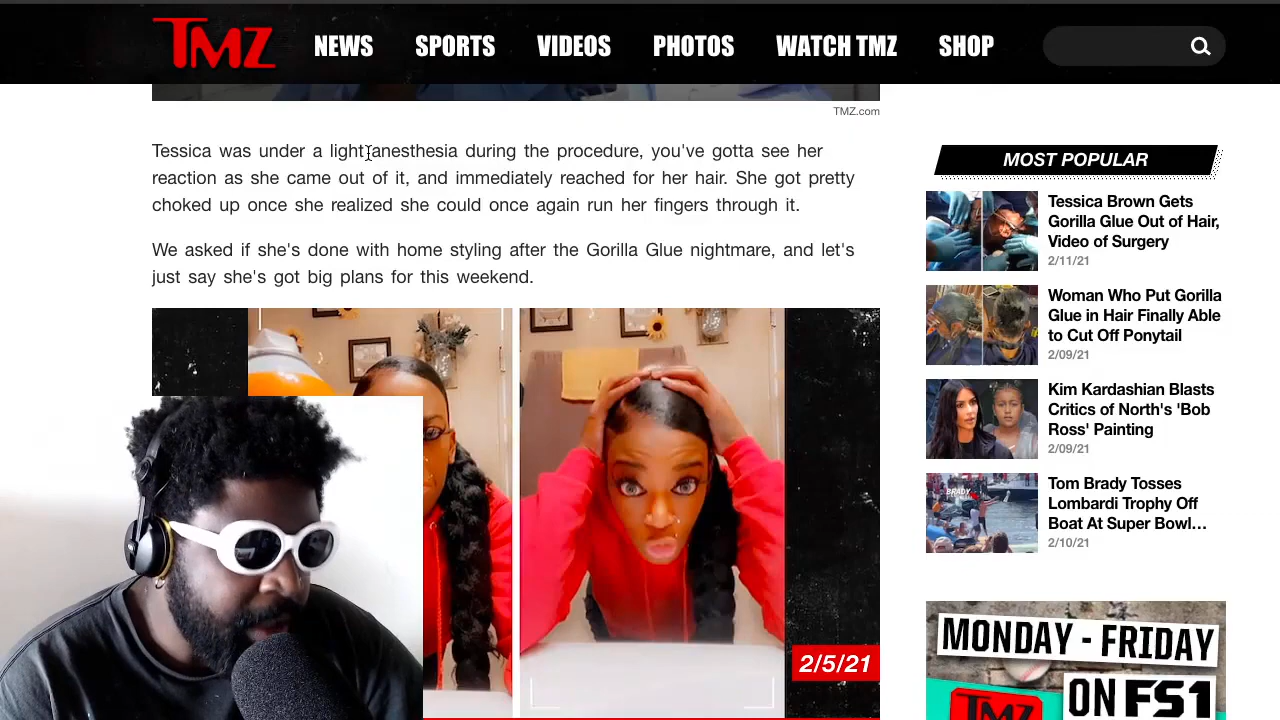 TMZ
NEWS
SPORTS
VIDEOS
PHOTOS
WATCH TMZ
SHOP
TMZ.com
Tessica was under a light anesthesia during the procedure, you've gotta see her
reaction as she came out of it, and immediately reached for her hair. She got pretty
choked up once she realized she could once again run her fingers through it.
We asked if she's done with home styling after the Gorilla Glue nightmare, and let's
just say she's got big plans for this weekend.
2/5/21
MOST POPULAR
Tessica Brown Gets
Gorilla Glue Out of Hair,
Video of Surgery
2/11/21
Woman Who Put Gorilla
Glue in Hair Finally Able
to Cut Off Ponytail
2/09/21
Kim Kardashian Blasts
Critics of North's 'Bob
Ross' Painting
2/09/21
BRADY
Tom Brady Tosses
Lombardi Trophy Off
Boat At Super Bowl...
2/10/21
MONDAY - FRIDAY
ON FS1
TMZ